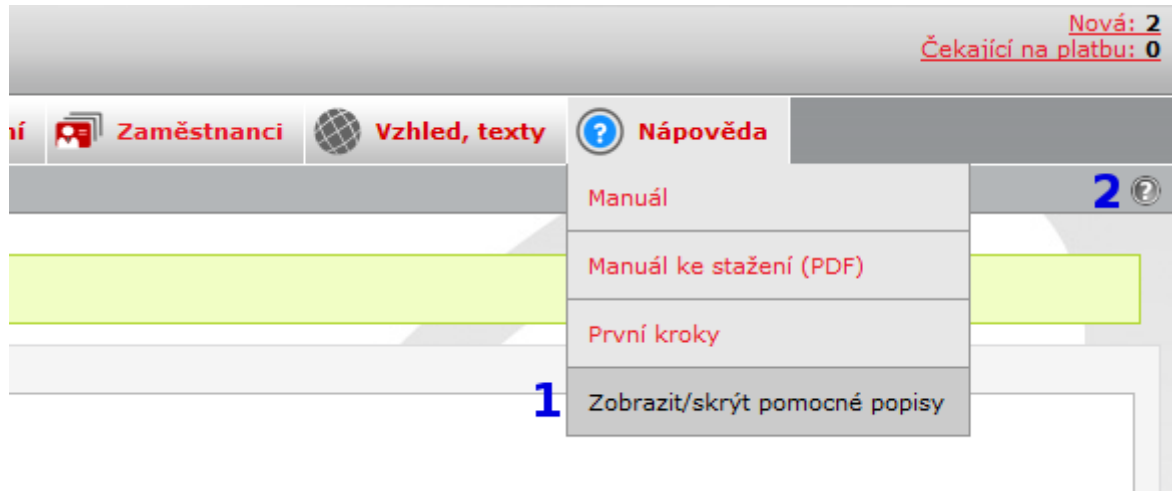 Nová: 2
Čekající na platbu: 0
ní Zaměstnanci Vzhled, texty ? Nápověda
Manuál
2 ?
Manuál ke stažení (PDF)
První kroky
1 Zobrazit/skrýt pomocné popisy